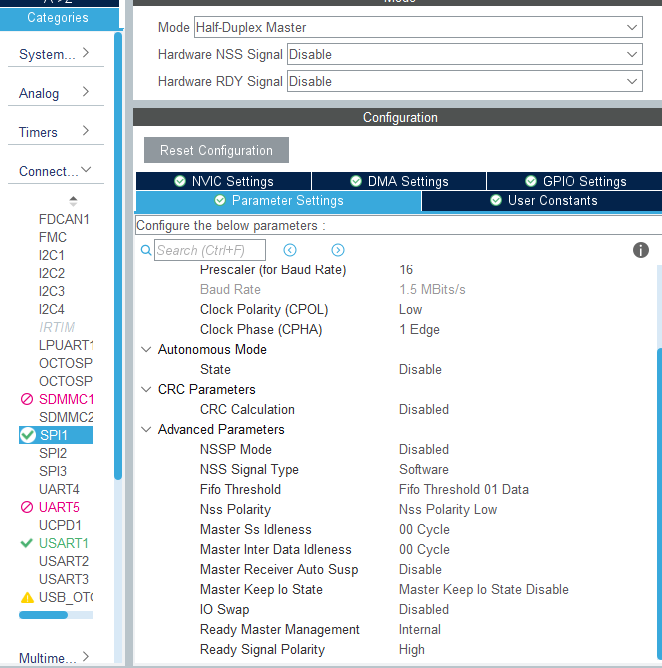 Categories
System...
Analog
Timers
Connect...
FDCAN1
FMC
I2C1
I2C2
I2C3
I2C4
IRTIM
LPUART1
OCTOSP
OCTOSP
SDMMC1
SDMMC2
SPI1
SPI2
SPI3
UART4
UART5
UCPD1
USART1
USART2
USART3
USB_OTG
Multime...
Mode
Mode Half-Duplex Master
Hardware NSS Signal Disable
Hardware RDY Signal Disable
Configuration
Reset Configuration
NVIC Settings DMA Settings GPIO Settings
Parameter Settings User Constants
Configure the below parameters :
Search (Ctrl+F)
Prescaler (for Baud Rate) 16
Baud Rate 1.5 MBits/s
Clock Polarity (CPOL) Low
Clock Phase (CPHA) 1 Edge
Autonomous Mode
State Disable
CRC Parameters
CRC Calculation Disabled
Advanced Parameters
NSSP Mode Disabled
NSS Signal Type Software
Fifo Threshold Fifo Threshold 01 Data
Nss Polarity Nss Polarity Low
Master Ss Idleness 00 Cycle
Master Inter Data Idleness 00 Cycle
Master Receiver Auto Susp Disable
Master Keep Io State Master Keep Io State Disable
IO Swap Disabled
Ready Master Management Internal
Ready Signal Polarity High